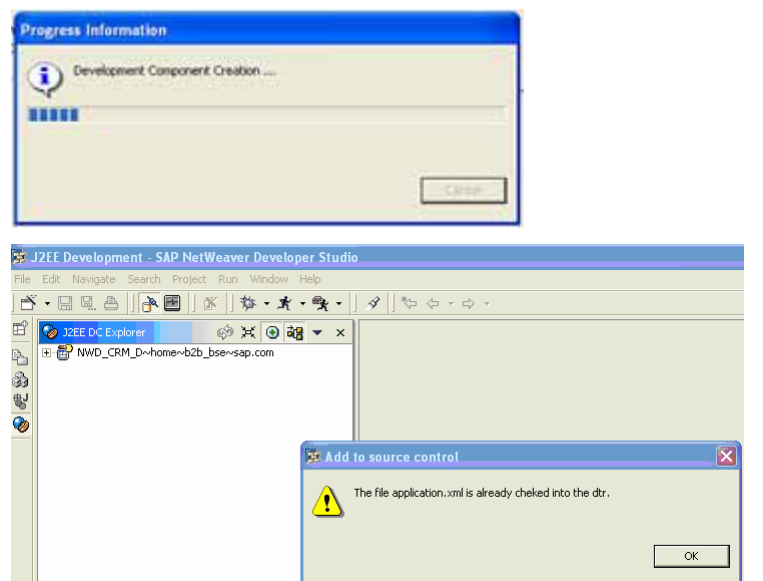 Progress Information
Development Component Creation ....
Cancel
J2EE Development - SAP NetWeaver Developer Studio
File Edit Navigate Search Project Run Window Help
J2EE DC Explorer
NWD_CRM_D~home~b2b_bse~sap.com
Add to source control
The file application.xml is already cheked into the dtr.
OK